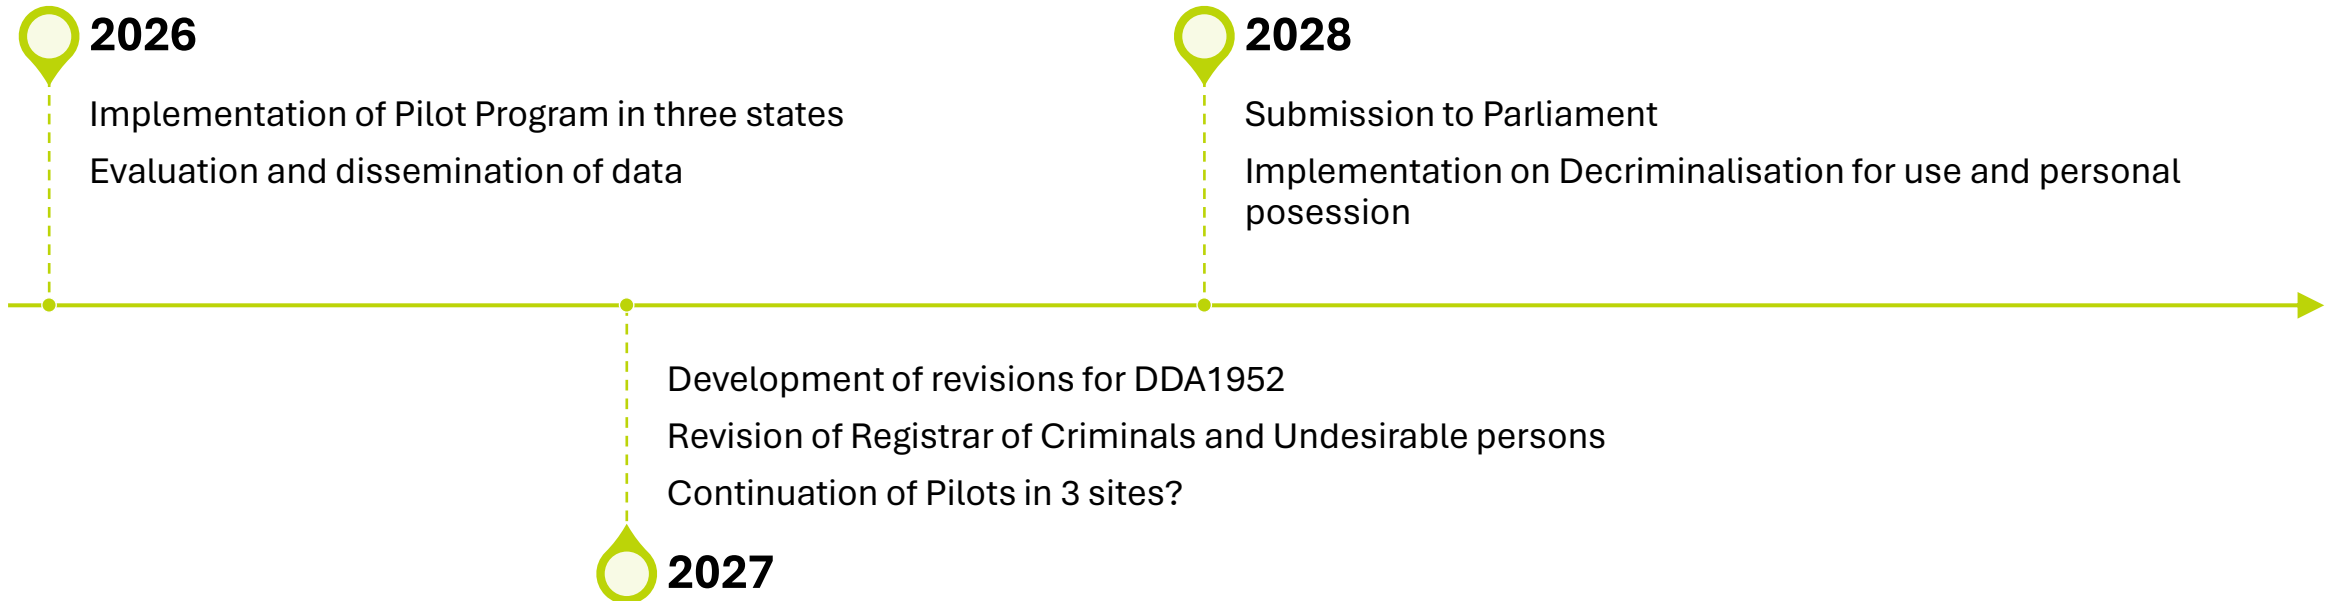 2026
Implementation of Pilot Program in three states
Evaluation and dissemination of data
2028
Submission to Parliament
Implementation on Decriminalisation for use and personal
posession
Development of revisions for DDA1952
Revision of Registrar of Criminals and Undesirable persons
Continuation of Pilots in 3 sites?
2027